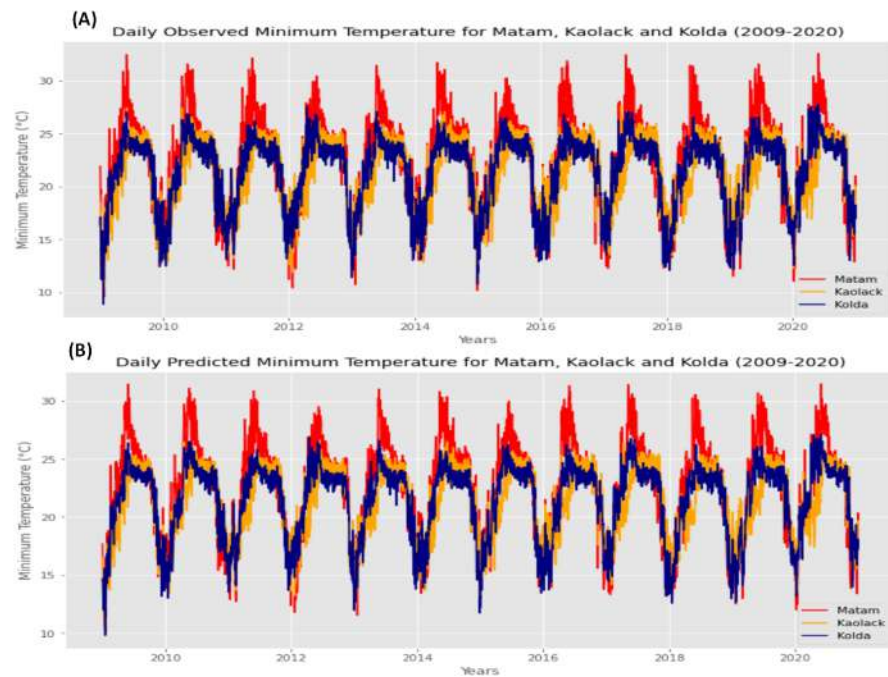 (A)
Daily Observed Minimum Temperature for Matam, Kaolack and Kolda (2009-2020)
Minimum Temperature (°C)
30
25
20
15
10
2010 2012 2014 2016 2018 2020
Years
Matam
Kaolack
Kolda
(B)
Daily Predicted Minimum Temperature for Matam, Kaolack and Kolda (2009-2020)
Minimum Temperature (°C)
30
25
20
15
10
2010 2012 2014 2016 2018 2020
Years
Matam
Kaolack
Kolda